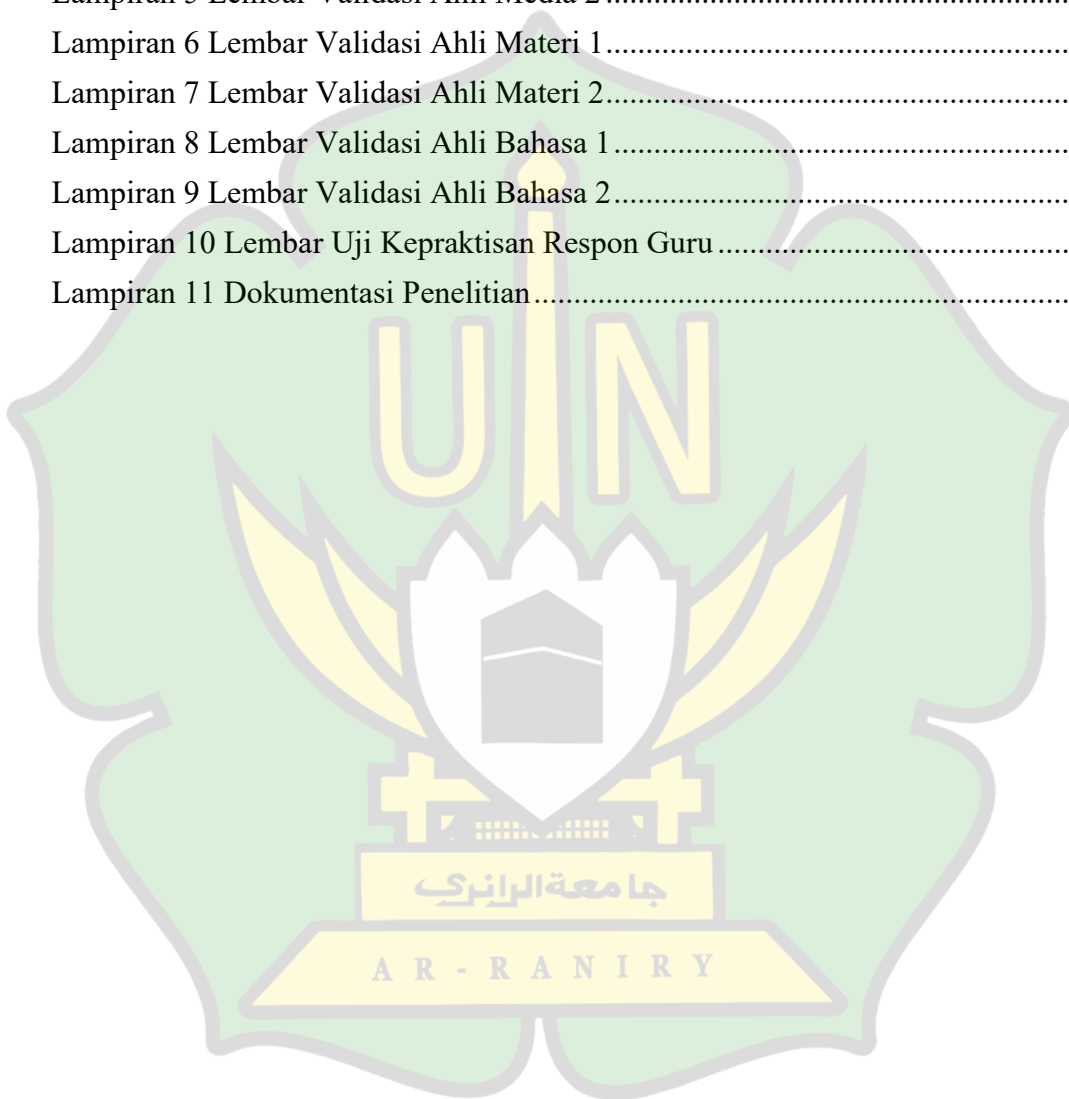 Lampiran 5 Lembar Validasi Ahli Media 2................................................................
Lampiran 6 Lembar Validasi Ahli Materi 1................................................................
Lampiran 7 Lembar Validasi Ahli Materi 2................................................................
Lampiran 8 Lembar Validasi Ahli Bahasa 1................................................................
Lampiran 9 Lembar Validasi Ahli Bahasa 2................................................................
Lampiran 10 Lembar Uji Kepraktisan Respon Guru................................................
Lampiran 11 Dokumentasi Penelitian........................................................................
UIN
جامعةالرانري
AR-RANIRY